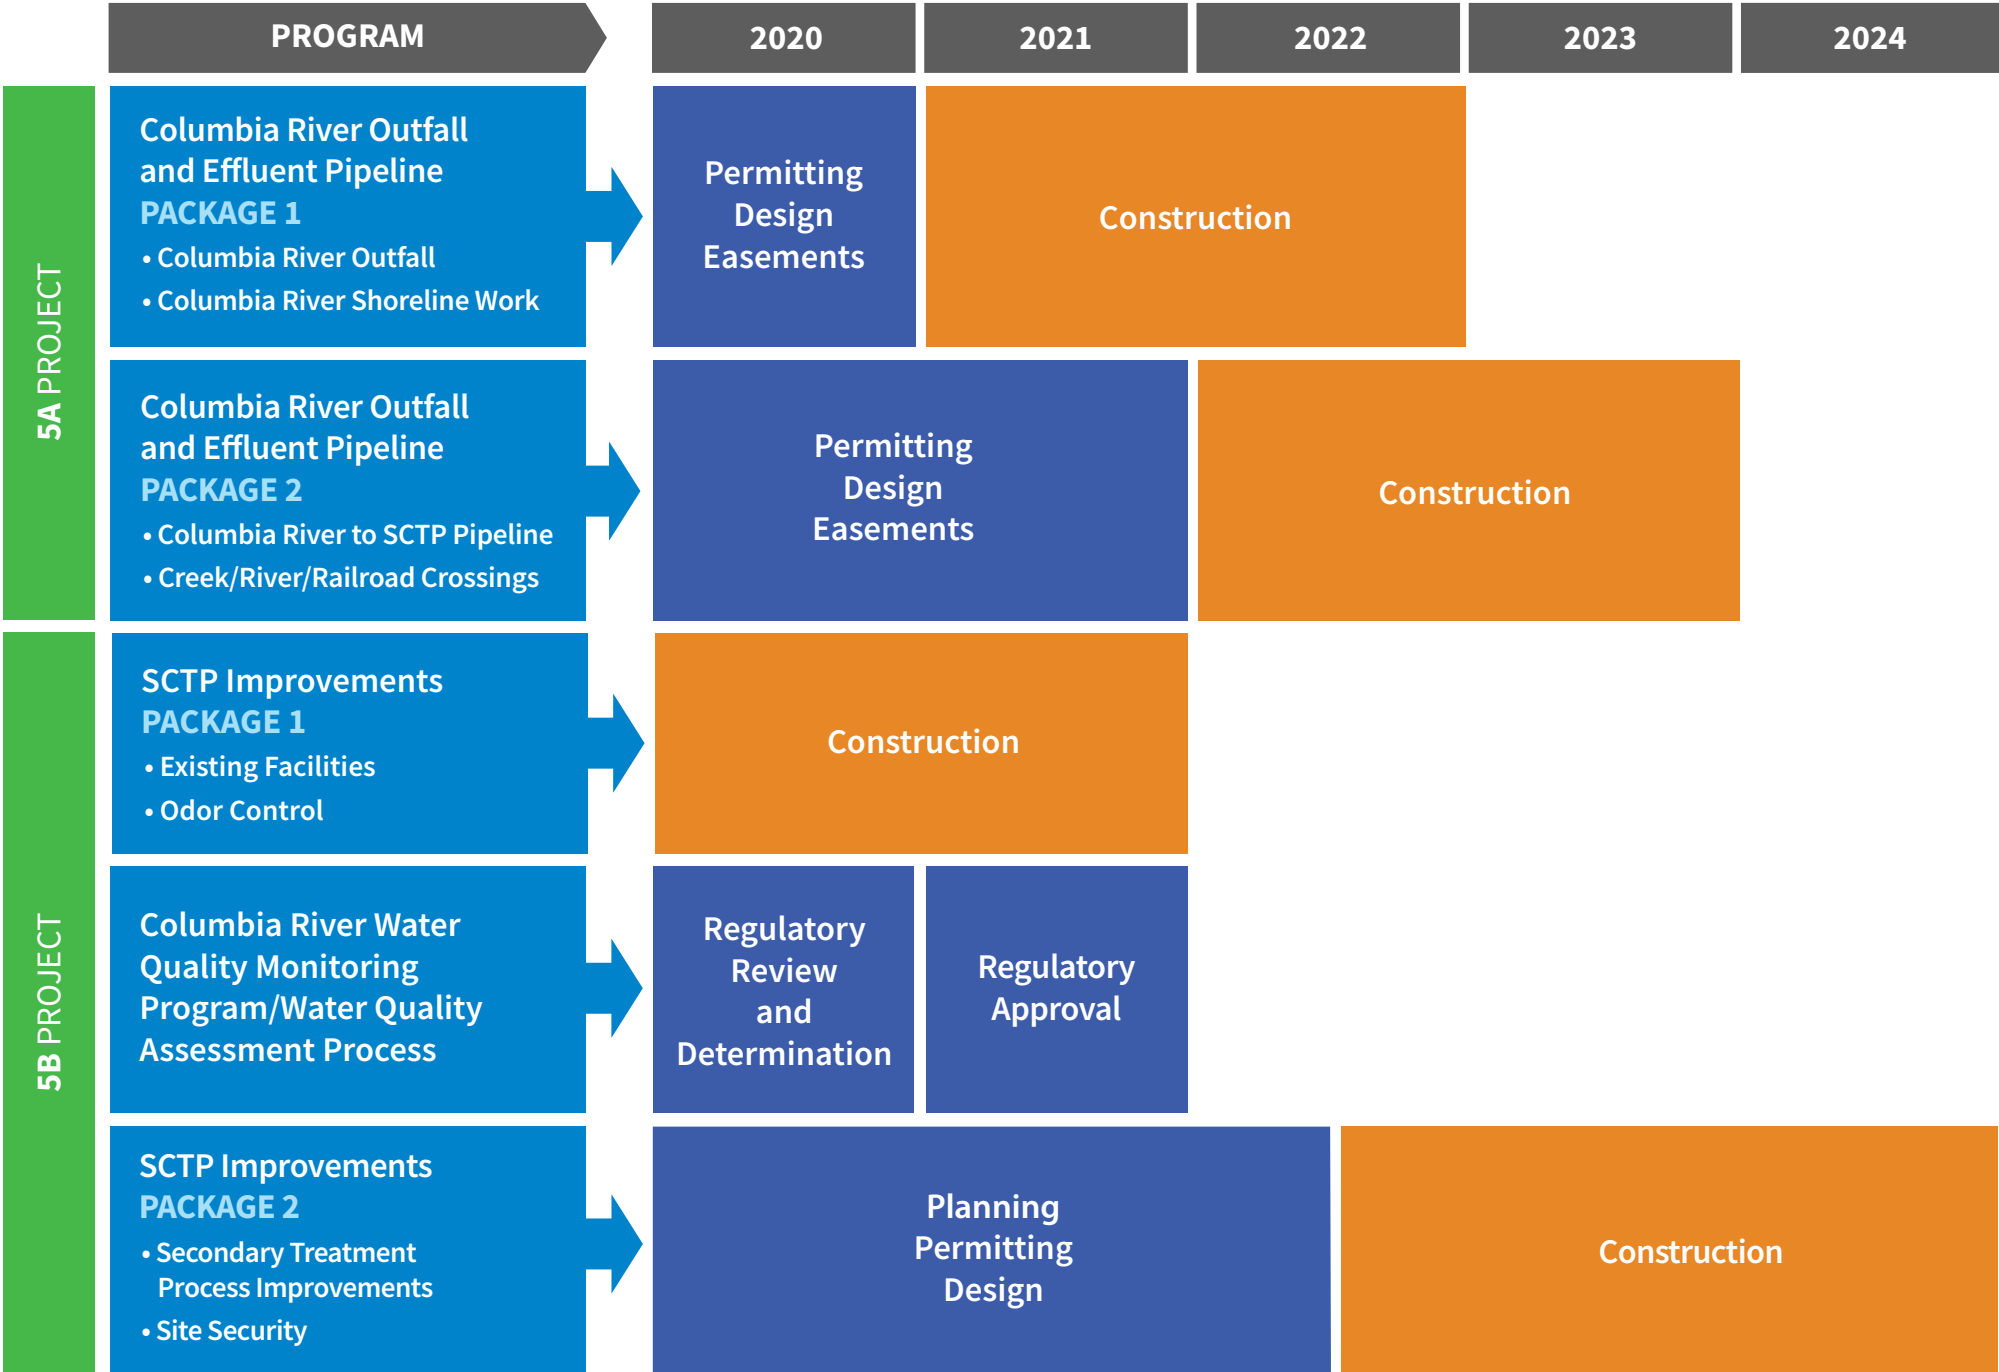 PROGRAM
2020
2021
2022
2023
2024
5A PROJECT
Columbia River Outfall
and Effluent Pipeline
PACKAGE 1
• Columbia River Outfall
• Columbia River Shoreline Work
Permitting
Design
Easements
Construction
Columbia River Outfall
and Effluent Pipeline
PACKAGE 2
• Columbia River to SCTP Pipeline
• Creek/River/Railroad Crossings
Permitting
Design
Easements
Construction
5B PROJECT
SCTP Improvements
PACKAGE 1
• Existing Facilities
• Odor Control
Construction
Columbia River Water
Quality Monitoring
Program/Water Quality
Assessment Process
Regulatory
Review
and
Determination
Regulatory
Approval
SCTP Improvements
PACKAGE 2
• Secondary Treatment
Process Improvements
• Site Security
Planning
Permitting
Design
Construction